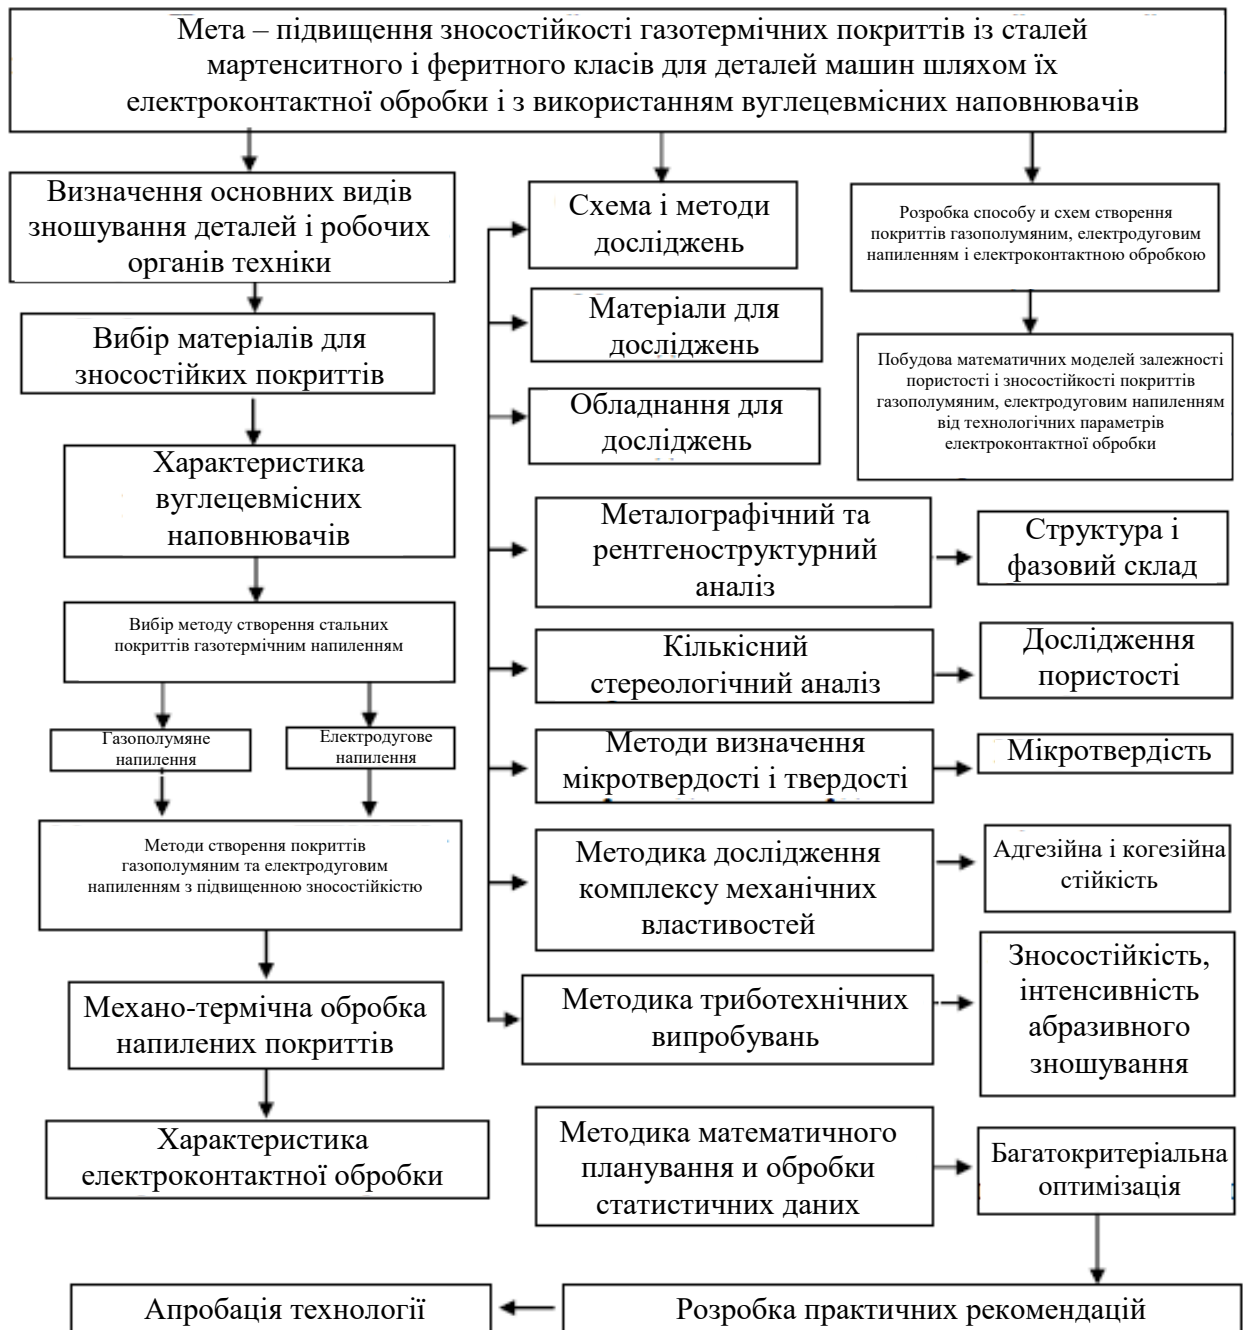 Мета – підвищення зносостійкості газотермічних покриттів із сталей
мартенситного і феритного класів для деталей машин шляхом їх
електроконтактної обробки і з використанням вуглецевмісних наповнювачів
Визначення основних видів
зношування деталей і робочих
органів техніки
Вибір матеріалів для
зносостійких покриттів
Характеристика
вуглецевмісних
наповнювачів
Вибір методу створення стальних
покриттів газотермічним напиленням
Газополумяне
напилення
Електродугове
напилення
Методи створення покриттів
газополумяним та електродуговим
напиленням з підвищенною зносостійкістю
Механо-термічна обробка
напилених покриттів
Характеристика
електроконтактної обробки
Схема і методи
досліджень
Матеріали для
досліджень
Обладнання для
досліджень
Металографічний та
рентгеноструктурний
аналіз
Структура і
фазовий склад
Кількісний
стереологічний аналіз
Дослідження
пористості
Методи визначення
мікротвердості і твердості
Мікротвердість
Методика дослідження
комплексу механічних
властивостей
Адгезійна і когезійна
стійкість
Методика триботехнічних
випробувань
Зносостійкість,
інтенсивність
абразивного
зношування
Методика математичного
планування и обробки
статистичних даних
Багатокритеріальна
оптимізація
Розробка способу и схем створення
покриттів газополумяним, електродуговим
напиленням і електроконтактною обробкою
Побудова математичних моделей залежності
пористості і зносостійкості покриттів
газополумяним, електродуговим напиленням
від технологічних параметрів
електроконтактної обробки
Розробка практичних рекомендацій
Апробація технології